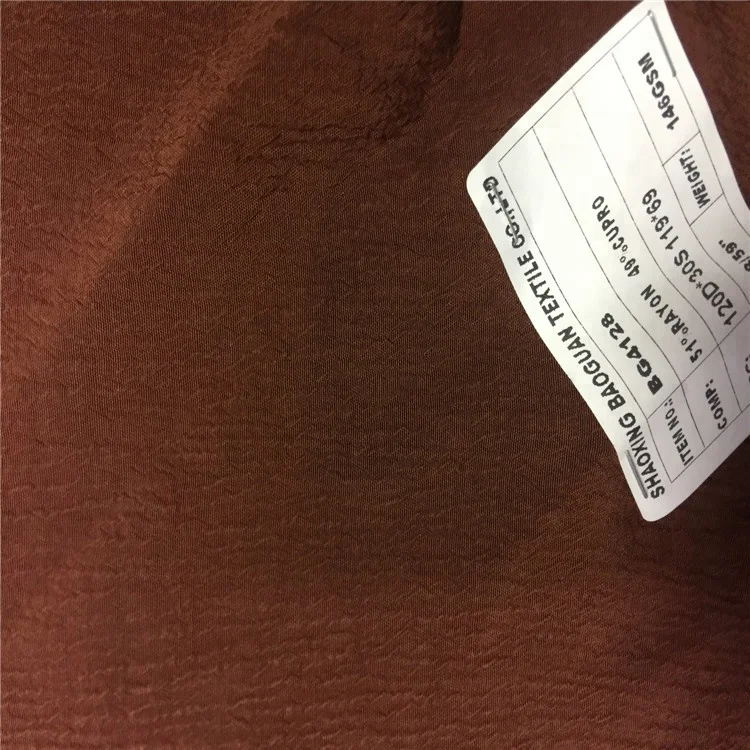 SHAOXING BAOGUAN TEXTILE CO.,LTD
ITEM NO.: BG4128
COMP: 51%RAYON 49%CUPRO
120D*30S 119*69
/59" WEIGHT: 146GSM